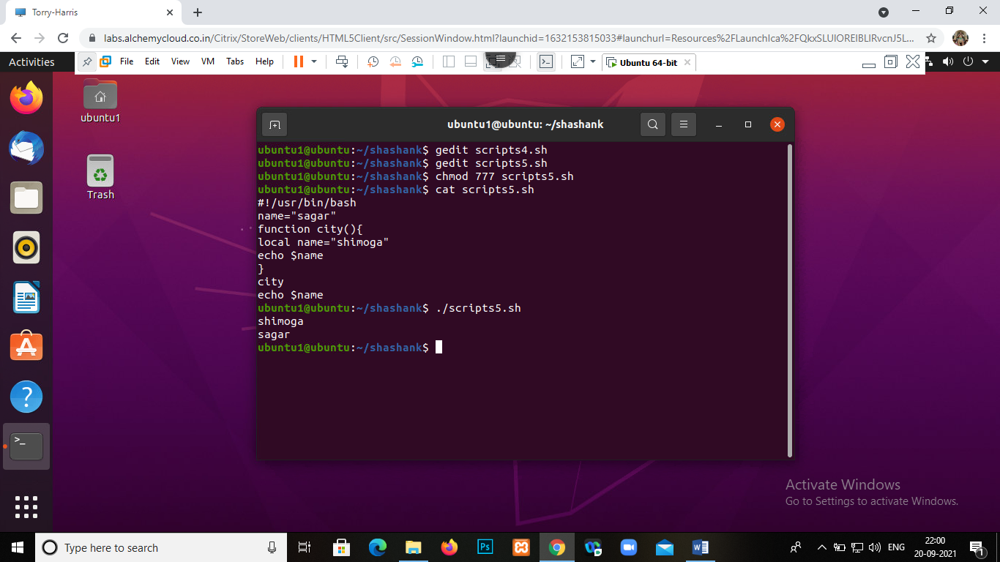 Torry-Harris
labs.alchemycloud.co.in/Citrix/StoreWeb/clients/HTML5Client/src/SessionWindow.html?launchid=1632153815033#launchurl=Resources%2FLaunchIca%2FQkxSLUlOREIBLlRvcnJ5L...
Activities
File Edit View VM Tabs Help
Ubuntu 64-bit
ubuntu1
Trash
ubuntu1@ubuntu: ~/shashank
ubuntu1@ubuntu:~/shashank$ gedit scripts4.sh
ubuntu1@ubuntu:~/shashank$ gedit scripts5.sh
ubuntu1@ubuntu:~/shashank$ chmod 777 scripts5.sh
ubuntu1@ubuntu:~/shashank$ cat scripts5.sh
#!/usr/bin/bash
name="sagar"
function city(){
local name="shimoga"
echo $name
}
city
echo $name
ubuntu1@ubuntu:~/shashank$ ./scripts5.sh
shimoga
sagar
ubuntu1@ubuntu:~/shashank$
Activate Windows
Go to Settings to activate Windows.
Type here to search
Ps
ENG
22:00
20-09-2021
1